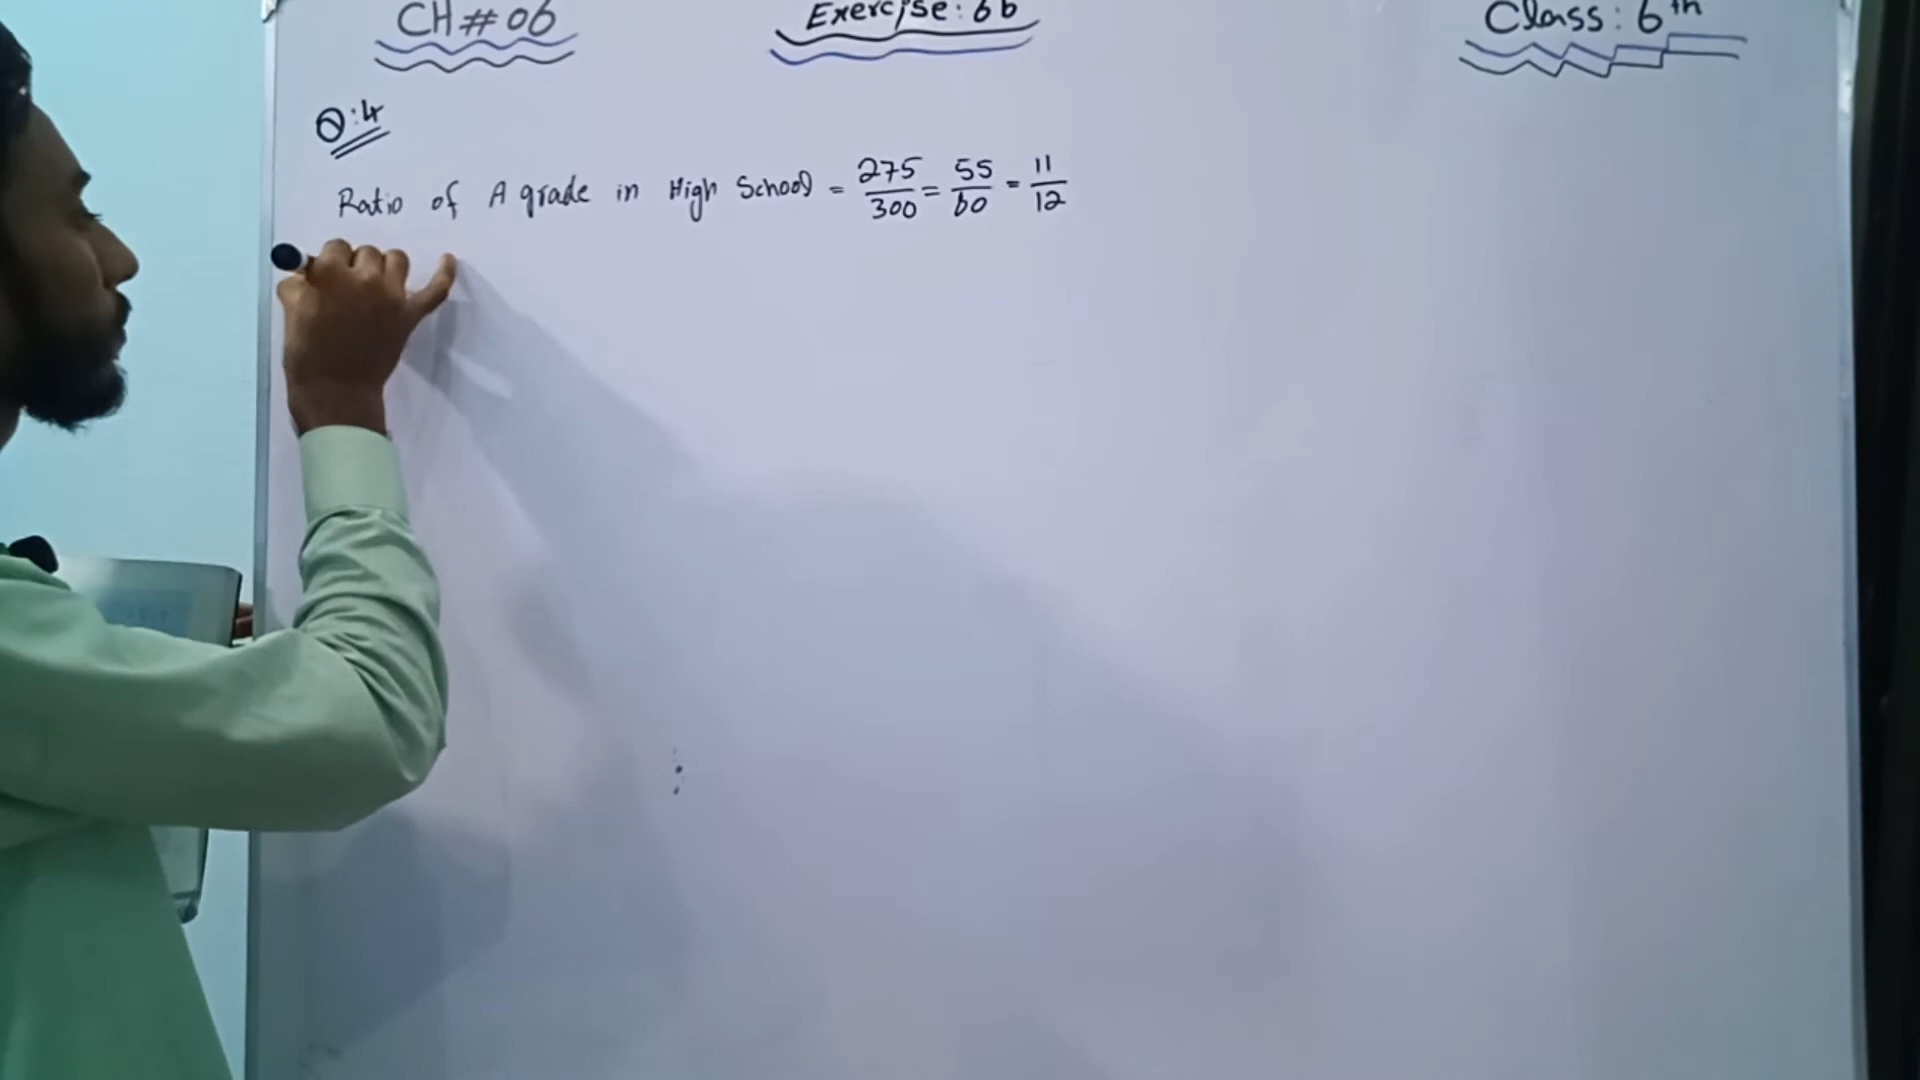 CH # 06
Exercise: 6b
Class: 6th
Q:4
Ratio of A grade in High School = 275/300 = 55/60 = 11/12